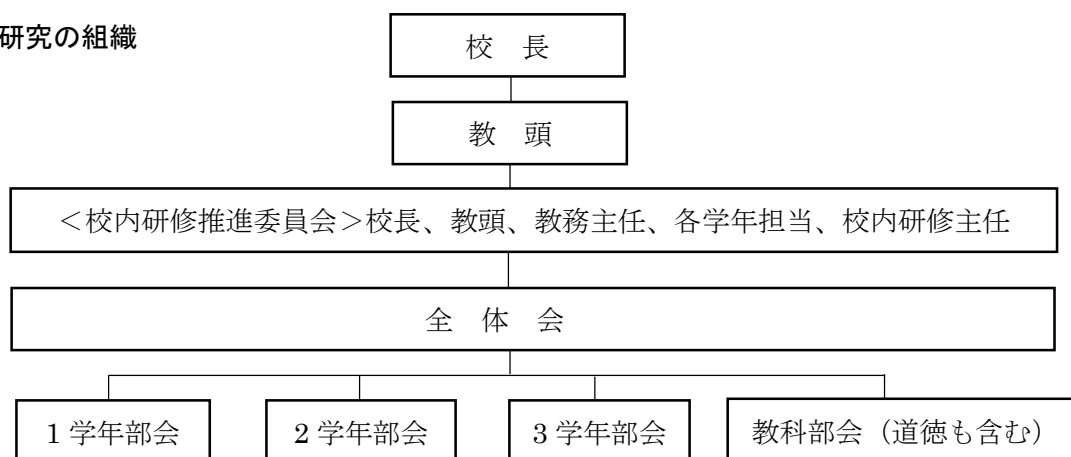 研究の組織
校　長
教　頭
＜校内研修推進委員会＞校長、教頭、教務主任、各学年担当、校内研修主任
全　体　会
1 学年部会
2 学年部会
3 学年部会
教科部会（道徳も含む）